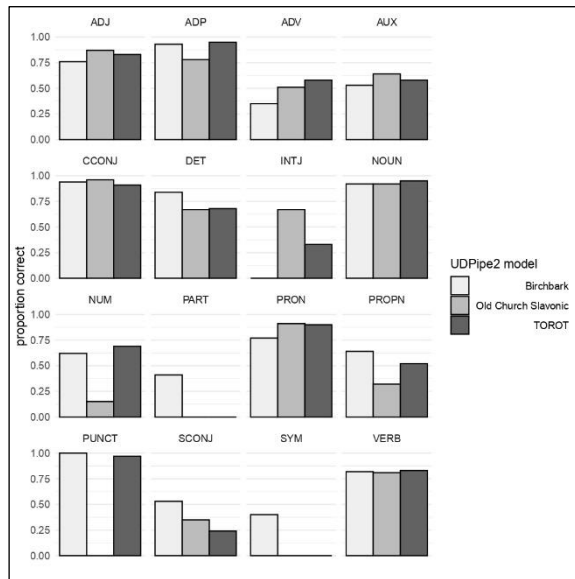 ADJ ADP ADV AUX
1.00
0.75
0.50
0.25
0.00
CCONJ DET INTJ NOUN
1.00
0.75
0.50
0.25
0.00
proportion correct
NUM PART PRON PROPN
1.00
0.75
0.50
0.25
0.00
PUNCT SCONJ SYM VERB
1.00
0.75
0.50
0.25
0.00
UDPipe2 model
Birchbark
Old Church Slavonic
TOROT